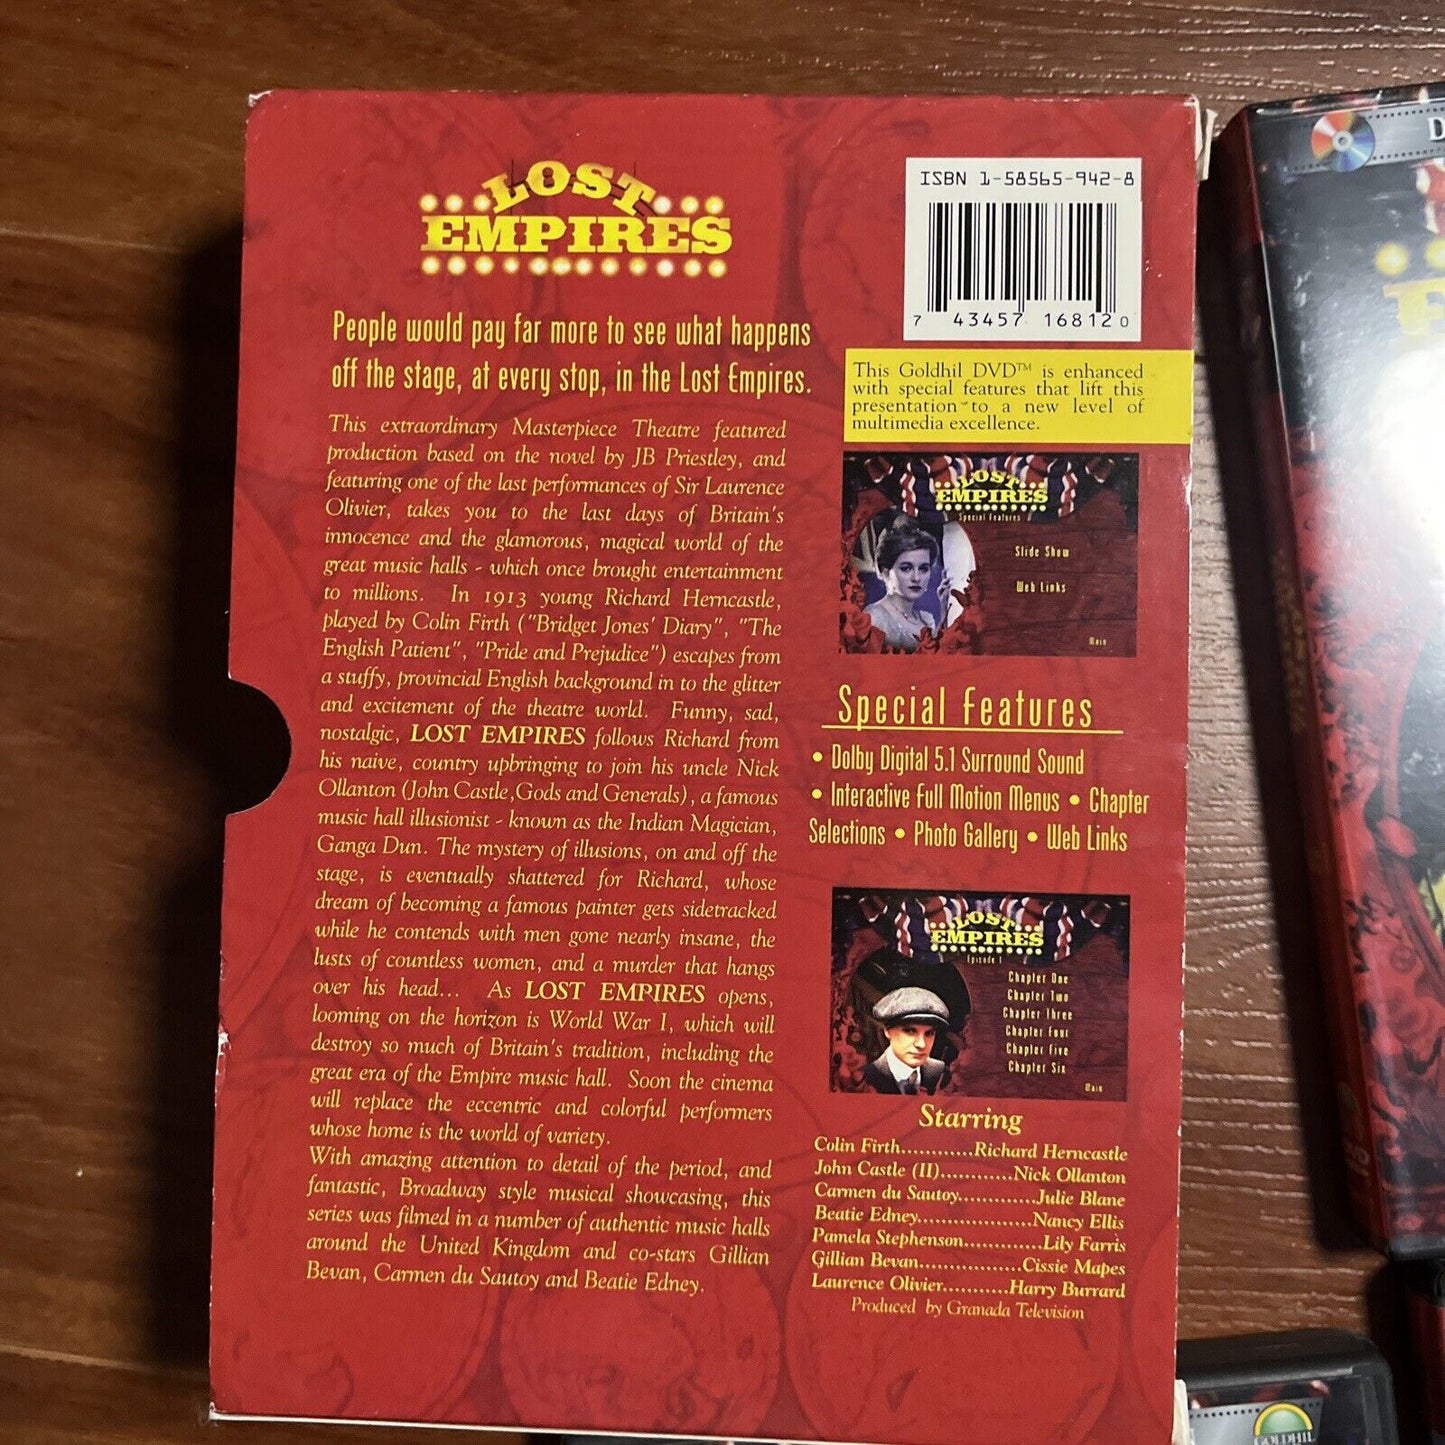 LOST
EMPIRES
People would pay far more to see what happens
off the stage, at every stop, in the Lost Empires.
This extraordinary Masterpiece Theatre featured
production based on the novel by JB Priestley, and
featuring one of the last performances of Sir Laurence
Olivier, takes you to the last days of Britain's
innocence and the glamorous, magical world of the
great music halls - which once brought entertainment
to millions. In 1913 young Richard Herncastle,
played by Colin Firth ("Bridget Jones' Diary", "The
English Patient", "Pride and Prejudice") escapes from
a stuffy, provincial English background in to the glitter
and excitement of the theatre world. Funny, sad,
nostalgic, LOST EMPIRES follows Richard from
his naive, country upbringing to join his uncle Nick
Ollanton (John Castle,Gods and Generals), a famous
music hall illusionist - known as the Indian Magician,
Ganga Dun. The mystery of illusions, on and off the
stage, is eventually shattered for Richard, whose
dream of becoming a famous painter gets sidetracked
while he contends with men gone nearly insane, the
lusts of countless women, and a murder that hangs
over his head... As LOST EMPIRES opens,
looming on the horizon is World War I, which will
destroy so much of Britain's tradition, including the
great era of the Empire music hall. Soon the cinema
will replace the eccentric and colorful performers
whose home is the world of variety.
With amazing attention to detail of the period, and
fantastic, Broadway style musical showcasing, this
series was filmed in a number of authentic music halls
around the United Kingdom and co-stars Gillian
Bevan, Carmen du Sautoy and Beatie Edney.
ISBN 1-58565-942-8
7 43457 16812 0
This Goldhil DVD™ is enhanced
with special features that lift this
presentation to a new level of
multimedia excellence.
LOST
EMPIRES
Special Features
Slide Show
Web Links
Main
Special Features
• Dolby Digital 5.1 Surround Sound
• Interactive Full Motion Menus • Chapter
Selections • Photo Gallery • Web Links
LOST
EMPIRES
Episode 1
Chapter One
Chapter Two
Chapter Three
Chapter Four
Chapter Five
Chapter Six
Main
Starring
Colin Firth............Richard Herncastle
John Castle (II)............Nick Ollanton
Carmen du Sautoy.............Julie Blane
Beatie Edney...................Nancy Ellis
Pamela Stephenson.............Lily Farris
Gillian Bevan.................Cissie Mapes
Laurence Olivier...........Harry Burrard
Produced by Granada Television
GOLDHIL